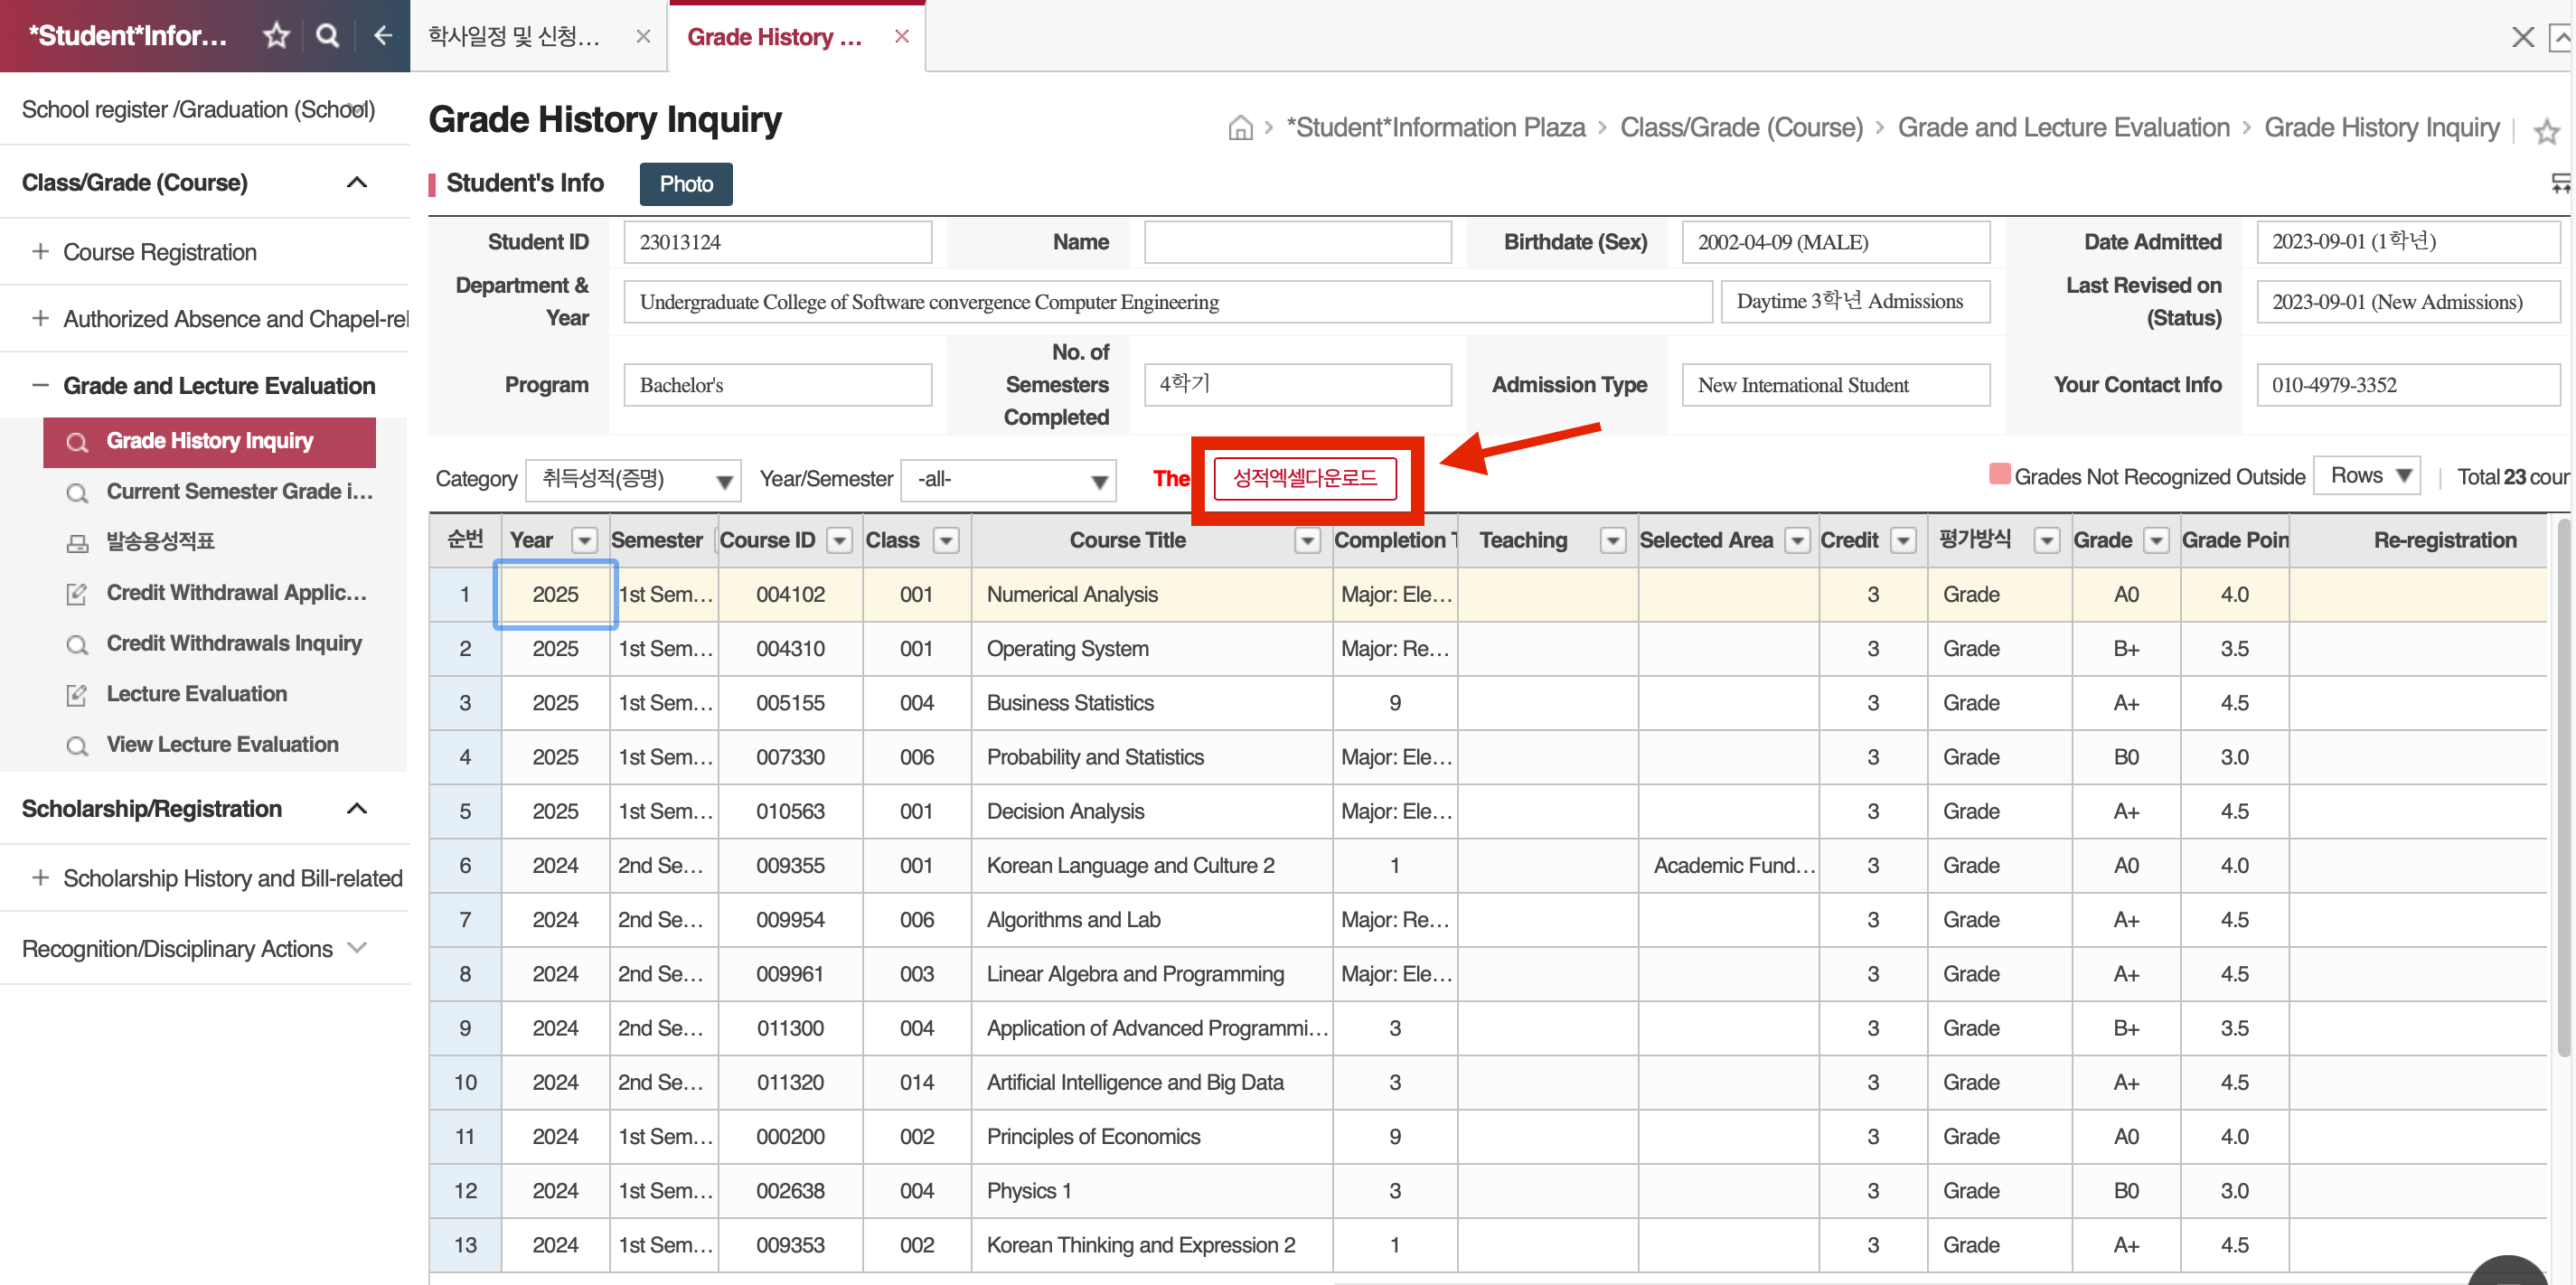 *Student*Infor...
학사일정 및 신청...
Grade History ...
School register /Graduation (School)
Class/Grade (Course)
Course Registration
Authorized Absence and Chapel-rel
Grade and Lecture Evaluation
Grade History Inquiry
Current Semester Grade i...
발송용성적표
Credit Withdrawal Applic...
Credit Withdrawals Inquiry
Lecture Evaluation
View Lecture Evaluation
Scholarship/Registration
Scholarship History and Bill-related
Recognition/Disciplinary Actions
Grade History Inquiry
*Student*Information Plaza > Class/Grade (Course) > Grade and Lecture Evaluation > Grade History Inquiry
Student's Info Photo
Student ID 23013124 Name Birthdate (Sex) 2002-04-09 (MALE) Date Admitted 2023-09-01 (1학년)
Department & Year Undergraduate College of Software convergence Computer Engineering Daytime 3학년 Admissions Last Revised on (Status) 2023-09-01 (New Admissions)
Program Bachelor's No. of Semesters Completed 4학기 Admission Type New International Student Your Contact Info 010-4979-3352
Category 취득성적(증명) Year/Semester -all- The 성적엑셀다운로드 Grades Not Recognized Outside Rows Total 23 cour
순번 Year Semester Course ID Class Course Title Completion T Teaching Selected Area Credit 평가방식 Grade Grade Poin Re-registration
1 2025 1st Sem... 004102 001 Numerical Analysis Major: Ele... 3 Grade A0 4.0
2 2025 1st Sem... 004310 001 Operating System Major: Re... 3 Grade B+ 3.5
3 2025 1st Sem... 005155 004 Business Statistics 9 3 Grade A+ 4.5
4 2025 1st Sem... 007330 006 Probability and Statistics Major: Ele... 3 Grade B0 3.0
5 2025 1st Sem... 010563 001 Decision Analysis Major: Ele... 3 Grade A+ 4.5
6 2024 2nd Se... 009355 001 Korean Language and Culture 2 1 Academic Fund... 3 Grade A0 4.0
7 2024 2nd Se... 009954 006 Algorithms and Lab Major: Re... 3 Grade A+ 4.5
8 2024 2nd Se... 009961 003 Linear Algebra and Programming Major: Ele... 3 Grade A+ 4.5
9 2024 2nd Se... 011300 004 Application of Advanced Programmi... 3 3 Grade B+ 3.5
10 2024 2nd Se... 011320 014 Artificial Intelligence and Big Data 3 3 Grade A+ 4.5
11 2024 1st Sem... 000200 002 Principles of Economics 9 3 Grade A0 4.0
12 2024 1st Sem... 002638 004 Physics 1 3 3 Grade B0 3.0
13 2024 1st Sem... 009353 002 Korean Thinking and Expression 2 1 3 Grade A+ 4.5